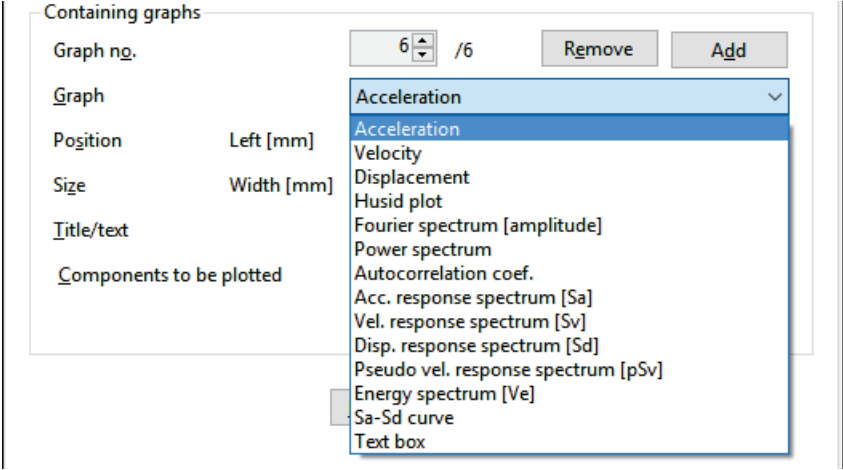 Containing graphs
Graph no. 6 /6 Remove Add
Graph Acceleration
Acceleration
Position Left [mm] Velocity
Displacement
Size Width [mm] Husid plot
Title/text Fourier spectrum [amplitude]
Power spectrum
Components to be plotted Autocorrelation coef.
Acc. response spectrum [Sa]
Vel. response spectrum [Sv]
Disp. response spectrum [Sd]
Pseudo vel. response spectrum [pSv]
Energy spectrum [Ve]
Sa-Sd curve
Text box